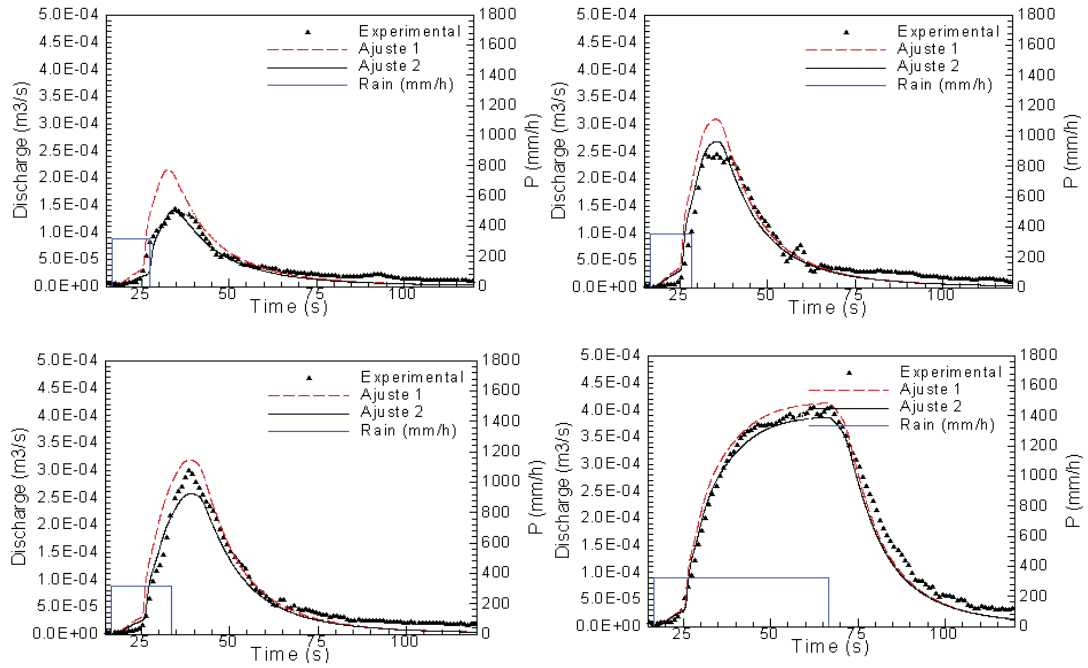 5.0E-04
4.5E-04
4.0E-04
3.5E-04
3.0E-04
2.5E-04
2.0E-04
1.5E-04
1.0E-04
5.0E-05
0.0E+00
Discharge (m3/s)
25
50
75
100
Time (s)
1800
1600
1400
1200
1000
800
600
400
200
0
P (mm/h)
Experimental
Ajuste 1
Ajuste 2
Rain (mm/h)
5.0E-04
4.5E-04
4.0E-04
3.5E-04
3.0E-04
2.5E-04
2.0E-04
1.5E-04
1.0E-04
5.0E-05
0.0E+00
Discharge (m3/s)
25
50
75
100
Time (s)
1800
1600
1400
1200
1000
800
600
400
200
0
P (mm/h)
Experimental
Ajuste 1
Ajuste 2
Rain (mm/h)
5.0E-04
4.5E-04
4.0E-04
3.5E-04
3.0E-04
2.5E-04
2.0E-04
1.5E-04
1.0E-04
5.0E-05
0.0E+00
Discharge (m3/s)
25
50
75
100
Time (s)
1800
1600
1400
1200
1000
800
600
400
200
0
P (mm/h)
Experimental
Ajuste 1
Ajuste 2
Rain (mm/h)
5.0E-04
4.5E-04
4.0E-04
3.5E-04
3.0E-04
2.5E-04
2.0E-04
1.5E-04
1.0E-04
5.0E-05
0.0E+00
Discharge (m3/s)
25
50
75
100
Time (s)
1800
1600
1400
1200
1000
800
600
400
200
0
P (mm/h)
Experimental
Ajuste 1
Ajuste 2
Rain (mm/h)